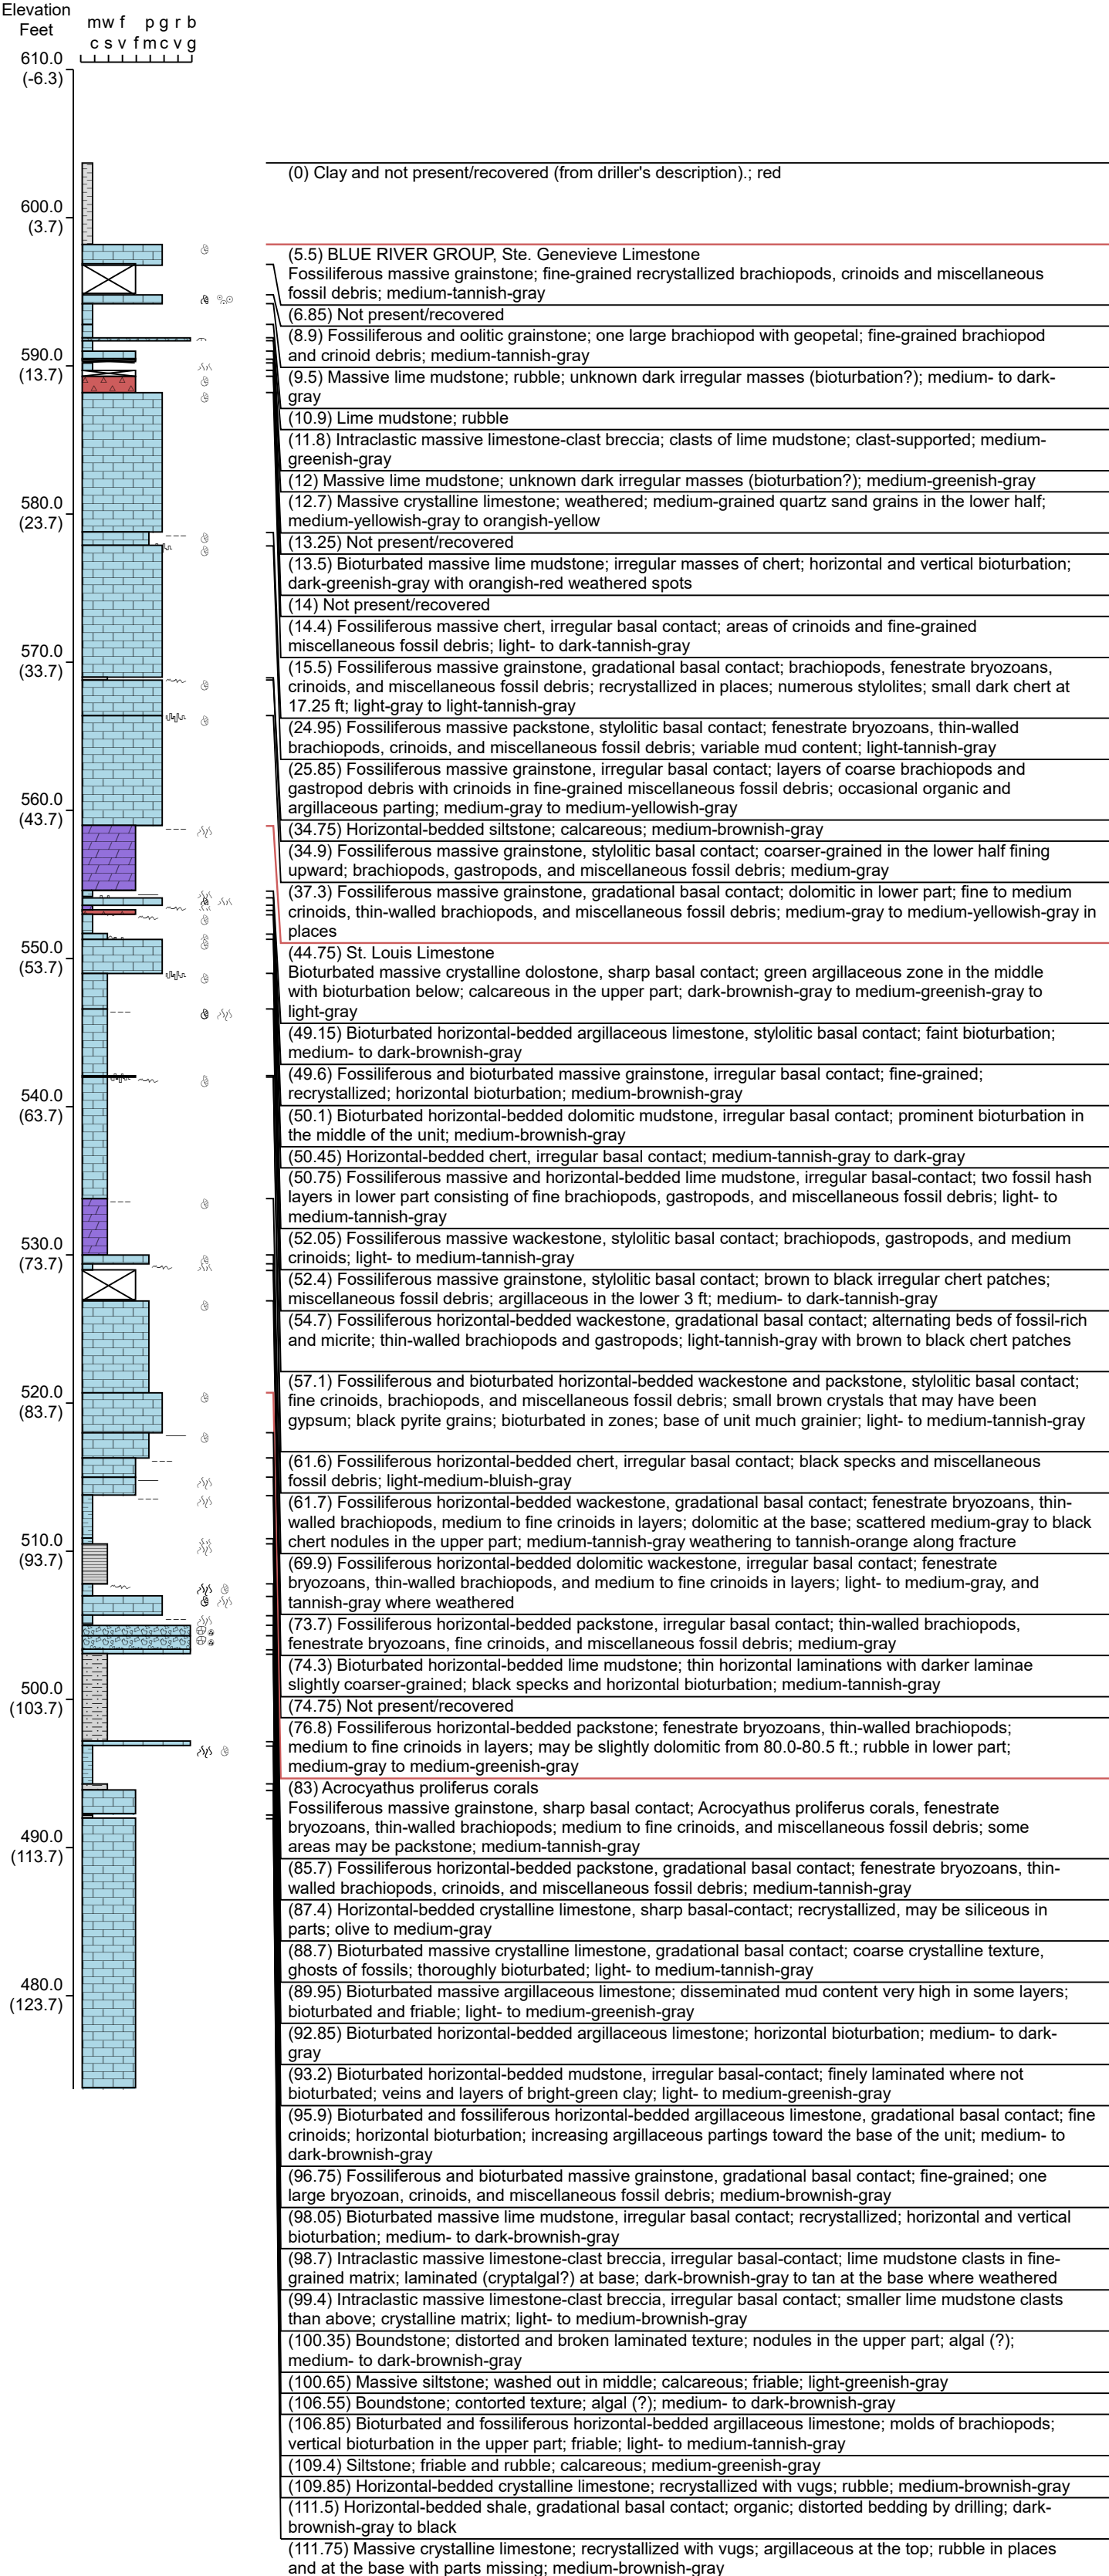 Elevation
Feet
mw f p g r b
c s v f m c v g
610.0
(-6.3)
600.0
(3.7)
590.0
(13.7)
580.0
(23.7)
570.0
(33.7)
560.0
(43.7)
550.0
(53.7)
540.0
(63.7)
530.0
(73.7)
520.0
(83.7)
510.0
(93.7)
500.0
(103.7)
490.0
(113.7)
480.0
(123.7)
(0) Clay and not present/recovered (from driller's description).; red
(5.5) BLUE RIVER GROUP, Ste. Genevieve Limestone
Fossiliferous massive grainstone; fine-grained recrystallized brachiopods, crinoids and miscellaneous
fossil debris; medium-tannish-gray
(6.85) Not present/recovered
(8.9) Fossiliferous and oolitic grainstone; one large brachiopod with geopetal; fine-grained brachiopod
and crinoid debris; medium-tannish-gray
(9.5) Massive lime mudstone; rubble; unknown dark irregular masses (bioturbation?); medium- to dark-
gray
(10.9) Lime mudstone; rubble
(11.8) Intraclastic massive limestone-clast breccia; clasts of lime mudstone; clast-supported; medium-
greenish-gray
(12) Massive lime mudstone; unknown dark irregular masses (bioturbation?); medium-greenish-gray
(12.7) Massive crystalline limestone; weathered; medium-grained quartz sand grains in the lower half;
medium-yellowish-gray to orangish-yellow
(13.25) Not present/recovered
(13.5) Bioturbated massive lime mudstone; irregular masses of chert; horizontal and vertical bioturbation;
dark-greenish-gray with orangish-red weathered spots
(14) Not present/recovered
(14.4) Fossiliferous massive chert, irregular basal contact; areas of crinoids and fine-grained
miscellaneous fossil debris; light- to dark-tannish-gray
(15.5) Fossiliferous massive grainstone, gradational basal contact; brachiopods, fenestrate bryozoans,
crinoids, and miscellaneous fossil debris; recrystallized in places; numerous stylolites; small dark chert at
17.25 ft; light-gray to light-tannish-gray
(24.95) Fossiliferous massive packstone, stylolitic basal contact; fenestrate bryozoans, thin-walled
brachiopods, crinoids, and miscellaneous fossil debris; variable mud content; light-tannish-gray
(25.85) Fossiliferous massive grainstone, irregular basal contact; layers of coarse brachiopods and
gastropod debris with crinoids in fine-grained miscellaneous fossil debris; occasional organic and
argillaceous parting; medium-gray to medium-yellowish-gray
(34.75) Horizontal-bedded siltstone; calcareous; medium-brownish-gray
(34.9) Fossiliferous massive grainstone, stylolitic basal contact; coarser-grained in the lower half fining
upward; brachiopods, gastropods, and miscellaneous fossil debris; medium-gray
(37.3) Fossiliferous massive grainstone, gradational basal contact; dolomitic in lower part; fine to medium
crinoids, thin-walled brachiopods, and miscellaneous fossil debris; medium-gray to medium-yellowish-gray in
places
(44.75) St. Louis Limestone
Bioturbated massive crystalline dolostone, sharp basal contact; green argillaceous zone in the middle
with bioturbation below; calcareous in the upper part; dark-brownish-gray to medium-greenish-gray to
light-gray
(49.15) Bioturbated horizontal-bedded argillaceous limestone, stylolitic basal contact; faint bioturbation;
medium- to dark-brownish-gray
(49.6) Fossiliferous and bioturbated massive grainstone, irregular basal contact; fine-grained;
recrystallized; horizontal bioturbation; medium-brownish-gray
(50.1) Bioturbated horizontal-bedded dolomitic mudstone, irregular basal contact; prominent bioturbation in
the middle of the unit; medium-brownish-gray
(50.45) Horizontal-bedded chert, irregular basal contact; medium-tannish-gray to dark-gray
(50.75) Fossiliferous massive and horizontal-bedded lime mudstone, irregular basal-contact; two fossil hash
layers in lower part consisting of fine brachiopods, gastropods, and miscellaneous fossil debris; light- to
medium-tannish-gray
(52.05) Fossiliferous massive wackestone, stylolitic basal contact; brachiopods, gastropods, and medium
crinoids; light- to medium-tannish-gray
(52.4) Fossiliferous massive grainstone, stylolitic basal contact; brown to black irregular chert patches;
miscellaneous fossil debris; argillaceous in the lower 3 ft; medium- to dark-tannish-gray
(54.7) Fossiliferous horizontal-bedded wackestone, gradational basal contact; alternating beds of fossil-rich
and micrite; thin-walled brachiopods and gastropods; light-tannish-gray with brown to black chert patches
(57.1) Fossiliferous and bioturbated horizontal-bedded wackestone and packstone, stylolitic basal contact;
fine crinoids, brachiopods, and miscellaneous fossil debris; small brown crystals that may have been
gypsum; black pyrite grains; bioturbated in zones; base of unit much grainier; light- to medium-tannish-gray
(61.6) Fossiliferous horizontal-bedded chert, irregular basal contact; black specks and miscellaneous
fossil debris; light-medium-bluish-gray
(61.7) Fossiliferous horizontal-bedded wackestone, gradational basal contact; fenestrate bryozoans, thin-
walled brachiopods, medium to fine crinoids in layers; dolomitic at the base; scattered medium-gray to black
chert nodules in the upper part; medium-tannish-gray weathering to tannish-orange along fracture
(69.9) Fossiliferous horizontal-bedded dolomitic wackestone, irregular basal contact; fenestrate
bryozoans, thin-walled brachiopods, and medium to fine crinoids in layers; light- to medium-gray, and
tannish-gray where weathered
(73.7) Fossiliferous horizontal-bedded packstone, irregular basal contact; thin-walled brachiopods,
fenestrate bryozoans, fine crinoids, and miscellaneous fossil debris; medium-gray
(74.3) Bioturbated horizontal-bedded lime mudstone; thin horizontal laminations with darker laminae
slightly coarser-grained; black specks and horizontal bioturbation; medium-tannish-gray
(74.75) Not present/recovered
(76.8) Fossiliferous horizontal-bedded packstone; fenestrate bryozoans, thin-walled brachiopods;
medium to fine crinoids in layers; may be slightly dolomitic from 80.0-80.5 ft.; rubble in lower part;
medium-gray to medium-greenish-gray
(83) Acrocyathus proliferus corals
Fossiliferous massive grainstone, sharp basal contact; Acrocyathus proliferus corals, fenestrate
bryozoans, thin-walled brachiopods; medium to fine crinoids, and miscellaneous fossil debris; some
areas may be packstone; medium-tannish-gray
(85.7) Fossiliferous horizontal-bedded packstone, gradational basal contact; fenestrate bryozoans, thin-
walled brachiopods, crinoids, and miscellaneous fossil debris; medium-tannish-gray
(87.4) Horizontal-bedded crystalline limestone, sharp basal-contact; recrystallized, may be siliceous in
parts; olive to medium-gray
(88.7) Bioturbated massive crystalline limestone, gradational basal contact; coarse crystalline texture,
ghosts of fossils; thoroughly bioturbated; light- to medium-tannish-gray
(89.95) Bioturbated massive argillaceous limestone; disseminated mud content very high in some layers;
bioturbated and friable; light- to medium-greenish-gray
(92.85) Bioturbated horizontal-bedded argillaceous limestone; horizontal bioturbation; medium- to dark-
gray
(93.2) Bioturbated horizontal-bedded mudstone, irregular basal-contact; finely laminated where not
bioturbated; veins and layers of bright-green clay; light- to medium-greenish-gray
(95.9) Bioturbated and fossiliferous horizontal-bedded argillaceous limestone, gradational basal contact; fine
crinoids; horizontal bioturbation; increasing argillaceous partings toward the base of the unit; medium- to
dark-brownish-gray
(96.75) Fossiliferous and bioturbated massive grainstone, gradational basal contact; fine-grained; one
large bryozoan, crinoids, and miscellaneous fossil debris; medium-brownish-gray
(98.05) Bioturbated massive lime mudstone, irregular basal contact; recrystallized; horizontal and vertical
bioturbation; medium- to dark-brownish-gray
(98.7) Intraclastic massive limestone-clast breccia, irregular basal-contact; lime mudstone clasts in fine-
grained matrix; laminated (cryptalgal?) at base; dark-brownish-gray to tan at the base where weathered
(99.4) Intraclastic massive limestone-clast breccia, irregular basal contact; smaller lime mudstone clasts
than above; crystalline matrix; light- to medium-brownish-gray
(100.35) Boundstone; distorted and broken laminated texture; nodules in the upper part; algal (?);
medium- to dark-brownish-gray
(100.65) Massive siltstone; washed out in middle; calcareous; friable; light-greenish-gray
(106.55) Boundstone; contorted texture; algal (?); medium- to dark-brownish-gray
(106.85) Bioturbated and fossiliferous horizontal-bedded argillaceous limestone; molds of brachiopods;
vertical bioturbation in the upper part; friable; light- to medium-tannish-gray
(109.4) Siltstone; friable and rubble; calcareous; medium-greenish-gray
(109.85) Horizontal-bedded crystalline limestone; recrystallized with vugs; rubble; medium-brownish-gray
(111.5) Horizontal-bedded shale, gradational basal contact; organic; distorted bedding by drilling; dark-
brownish-gray to black
(111.75) Massive crystalline limestone; recrystallized with vugs; argillaceous at the top; rubble in places
and at the base with parts missing; medium-brownish-gray